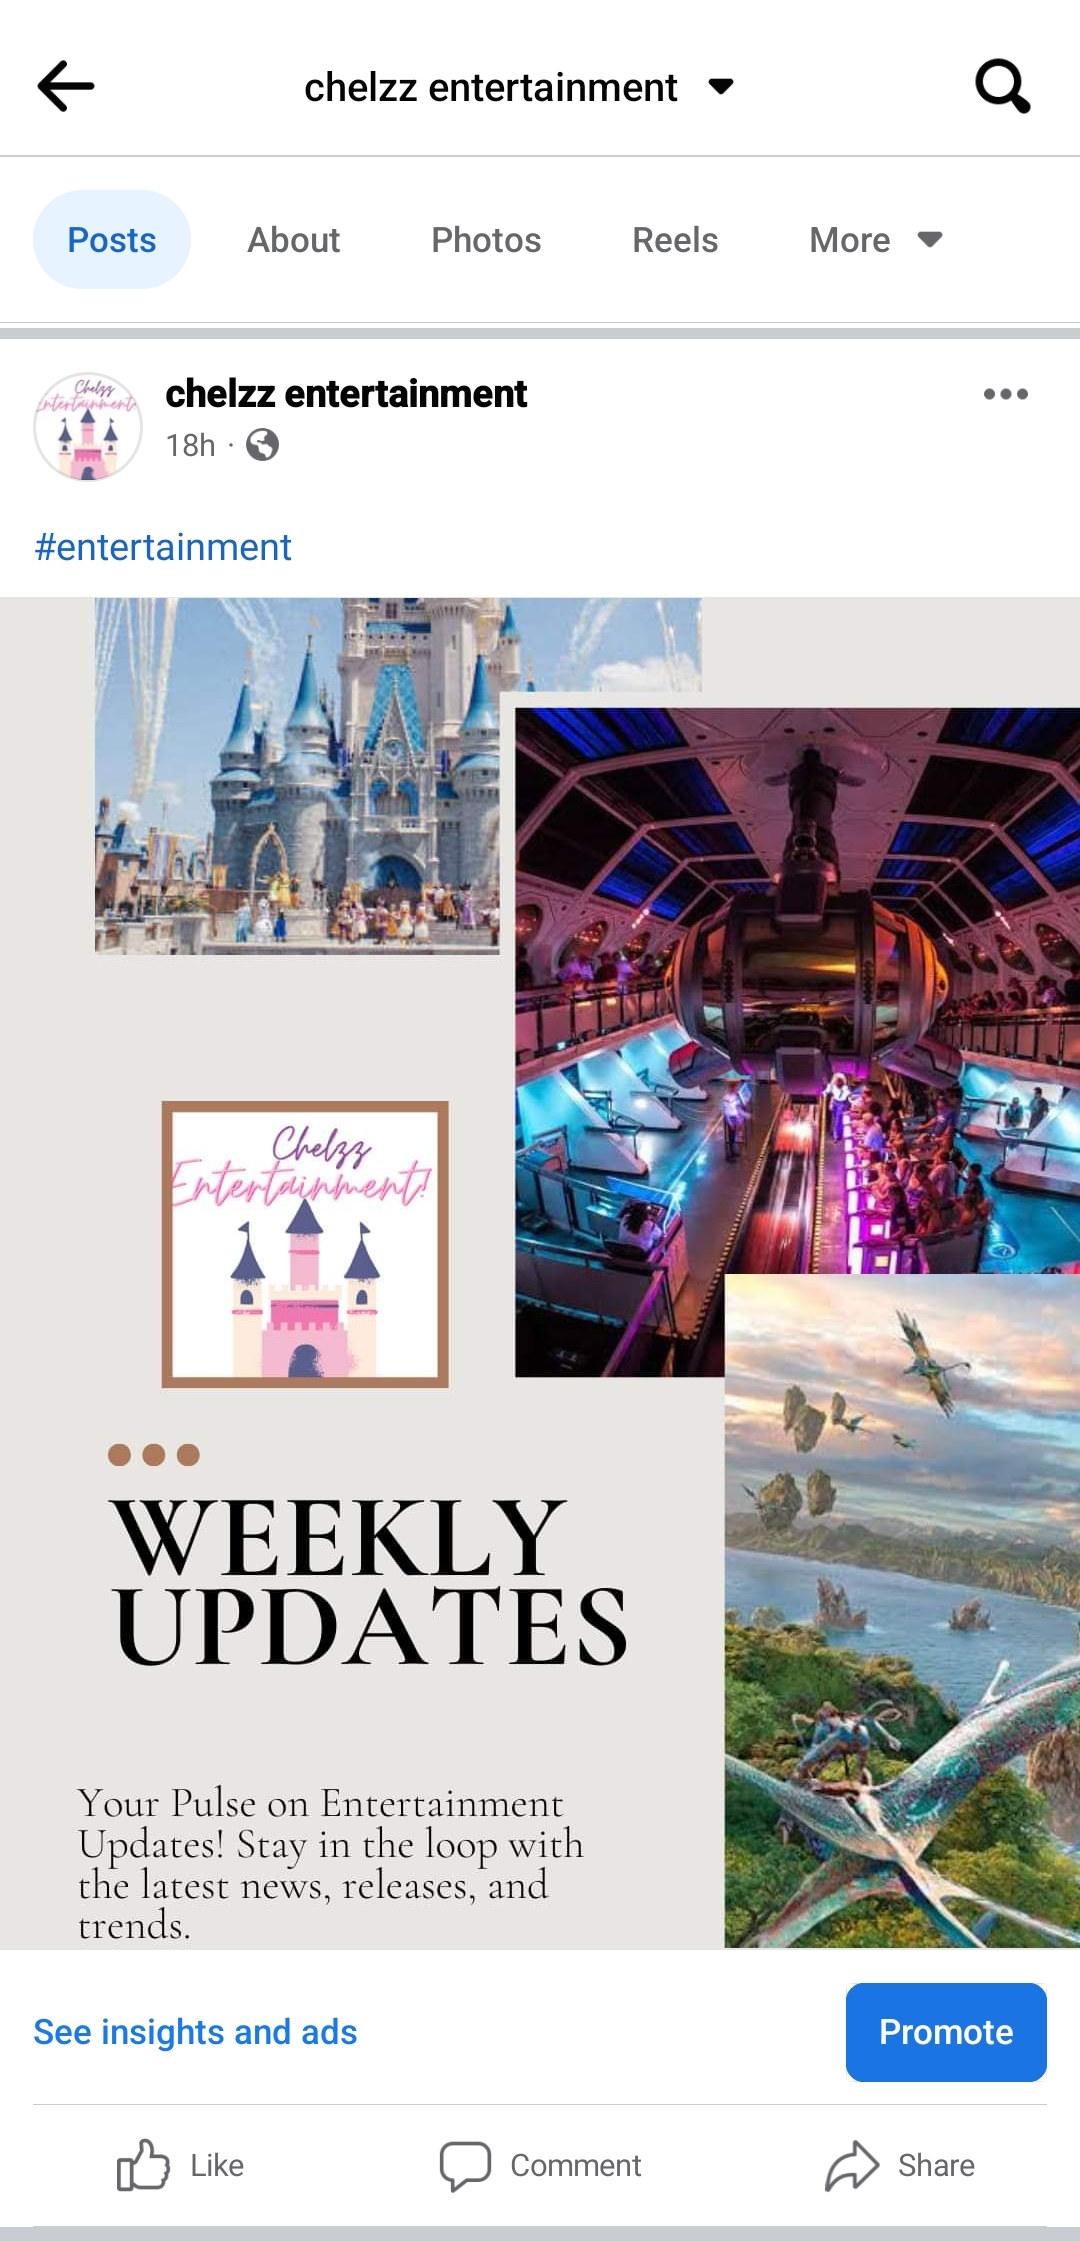 chelzz entertainment
Posts About Photos Reels More
Chelzz
Entertainment!
chelzz entertainment
18h ·
#entertainment
Chelzz
Entertainment!
WEEKLY
UPDATES
Your Pulse on Entertainment
Updates! Stay in the loop with
the latest news, releases, and
trends.
See insights and ads
Promote
Like Comment Share